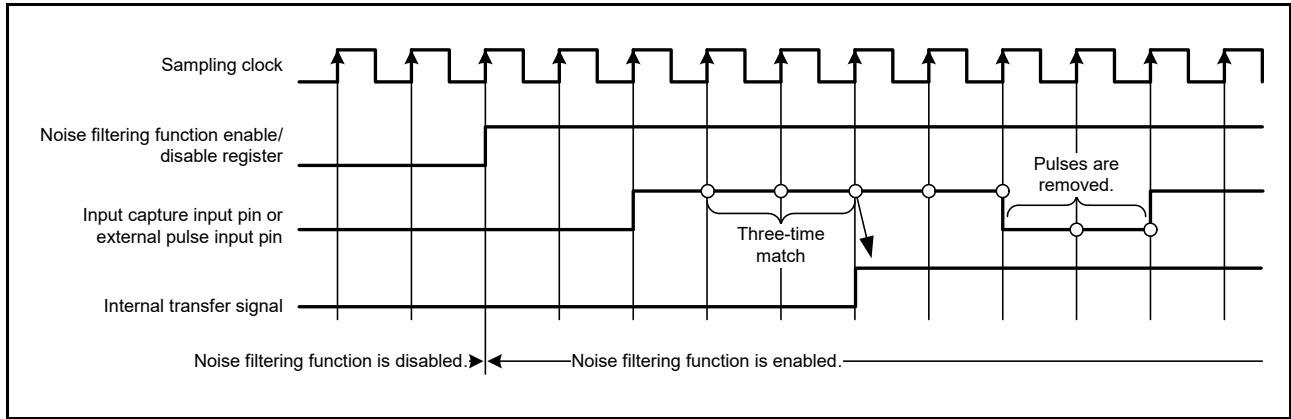 Sampling clock
Noise filtering function enable/
disable register
Pulses are
removed.
Input capture input pin or
external pulse input pin
Three-time
match
Internal transfer signal
Noise filtering function is disabled.
Noise filtering function is enabled.